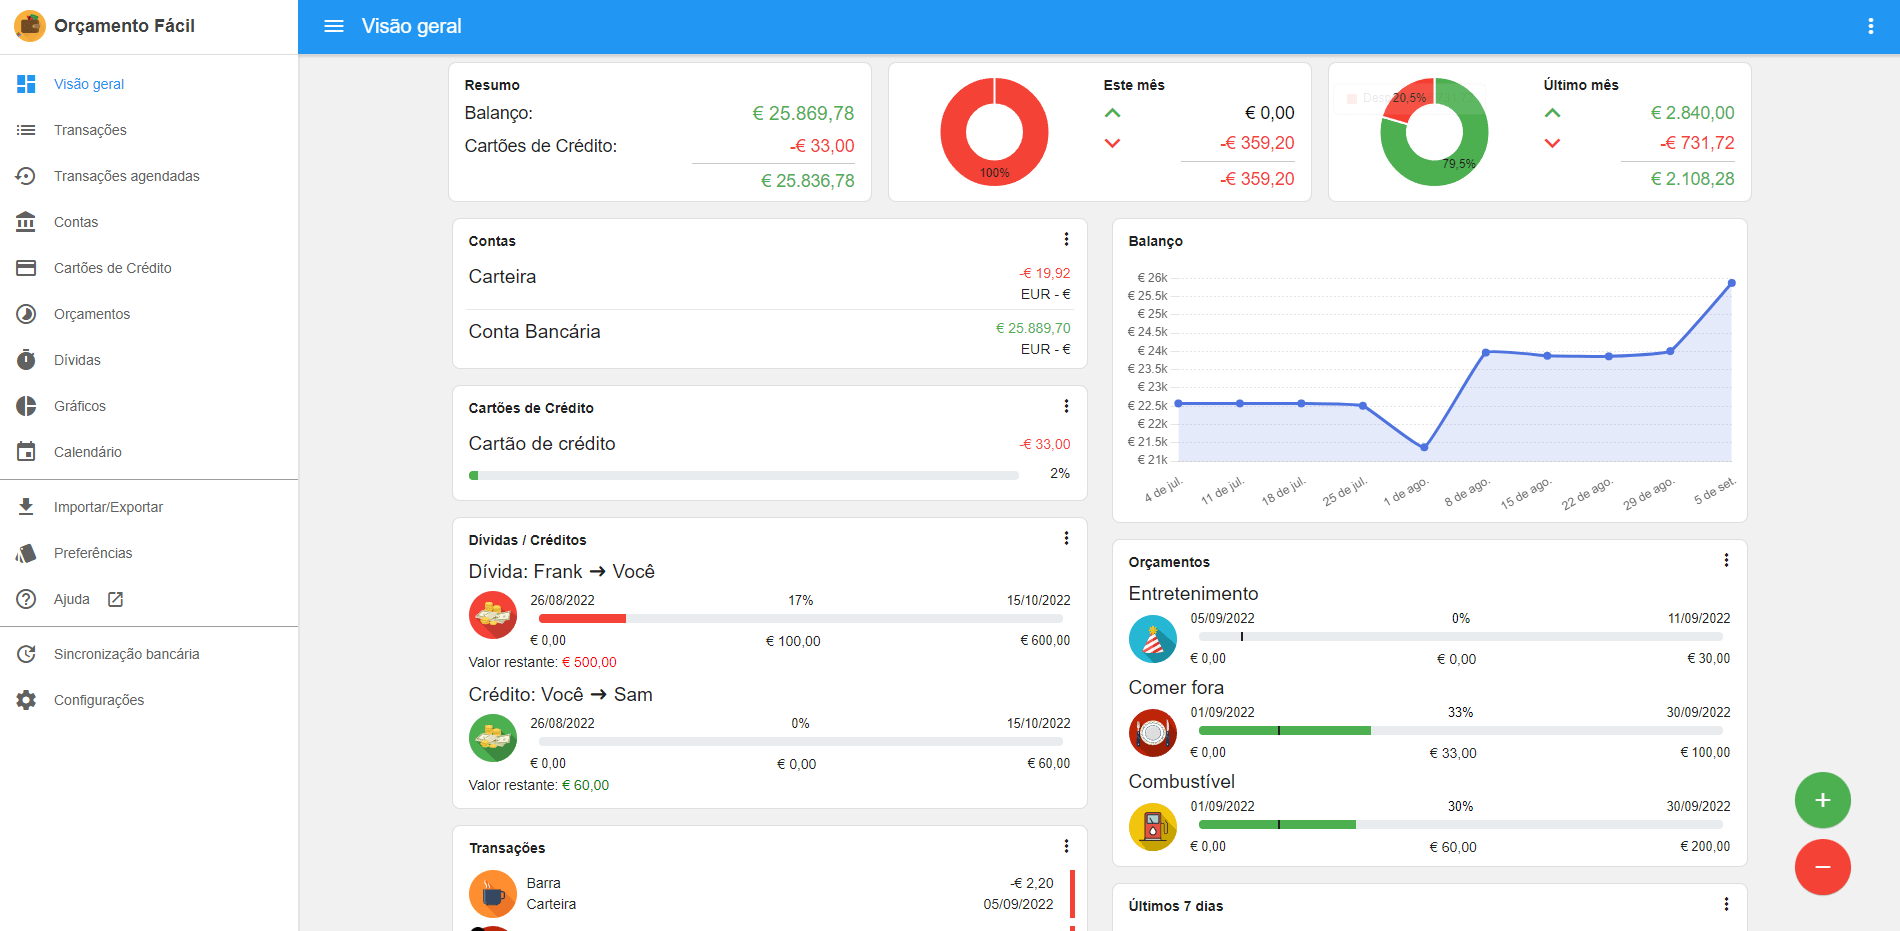 Orçamento Fácil
Visão geral
Visão geral
Transações
Transações agendadas
Contas
Cartões de Crédito
Orçamentos
Dívidas
Gráficos
Calendário
Importar/Exportar
Preferências
Ajuda
Sincronização bancária
Configurações
Resumo
Balanço: € 25.869,78
Cartões de Crédito: -€ 33,00
€ 25.836,78
100%
Este mês
€ 0,00
-€ 359,20
-€ 359,20
20,5%
79,5%
Último mês
€ 2.840,00
-€ 731,72
€ 2.108,28
Contas
Carteira -€ 19,92
EUR - €
Conta Bancária € 25.889,70
EUR - €
Cartões de Crédito
Cartão de crédito -€ 33,00
2%
Dívidas / Créditos
Dívida: Frank ➔ Você
26/08/2022 17% 15/10/2022
€ 0,00 € 100,00 € 600,00
Valor restante: € 500,00
Crédito: Você ➔ Sam
26/08/2022 0% 15/10/2022
€ 0,00 € 0,00 € 60,00
Valor restante: € 60,00
Transações
Barra -€ 2,20
Carteira 05/09/2022
Balanço
€ 26k
€ 25.5k
€ 25k
€ 24.5k
€ 24k
€ 23.5k
€ 23k
€ 22.5k
€ 22k
€ 21.5k
€ 21k
4 de jul. 11 de jul. 18 de jul. 25 de jul. 1 de ago. 8 de ago. 15 de ago. 22 de ago. 29 de ago. 5 de set.
Orçamentos
Entretenimento
05/09/2022 0% 11/09/2022
€ 0,00 € 0,00 € 30,00
Comer fora
01/09/2022 33% 30/09/2022
€ 0,00 € 33,00 € 100,00
Combustível
01/09/2022 30% 30/09/2022
€ 0,00 € 60,00 € 200,00
Últimos 7 dias